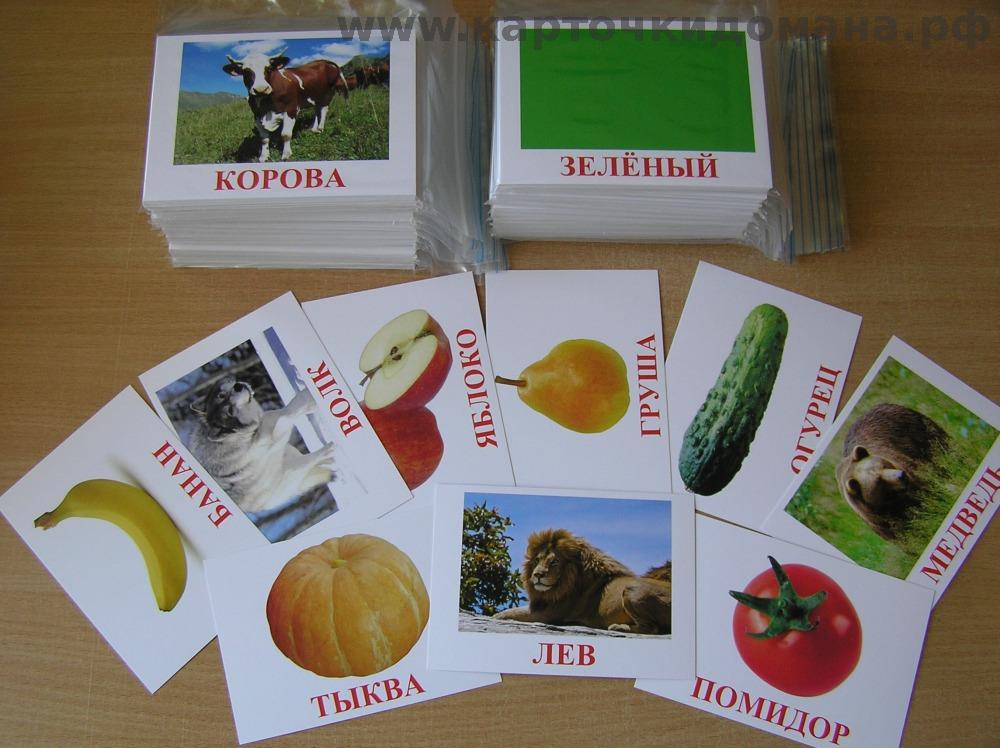 www.карточкидомана.рф
КОРОВА
ЗЕЛЁНЫЙ
БАНАН
ВОЛК
ЯБЛОКО
ГРУША
ОГУРЕЦ
МЕДВЕДЬ
ТЫКВА
ЛЕВ
ПОМИДОР